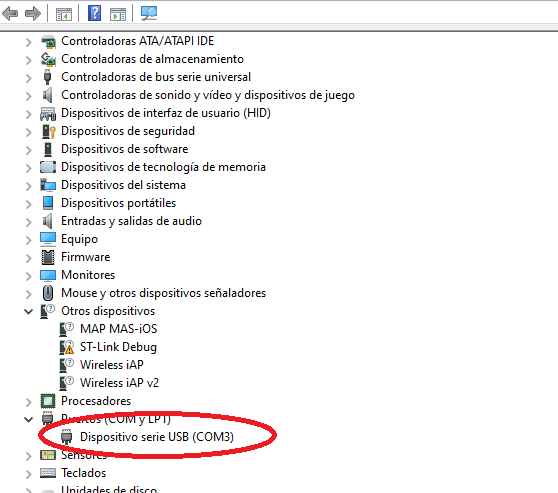 Controladoras ATA/ATAPI IDE
Controladoras de almacenamiento
Controladoras de bus serie universal
Controladoras de sonido y vídeo y dispositivos de juego
Dispositivos de interfaz de usuario (HID)
Dispositivos de seguridad
Dispositivos de software
Dispositivos de tecnología de memoria
Dispositivos del sistema
Dispositivos portátiles
Entradas y salidas de audio
Equipo
Firmware
Monitores
Mouse y otros dispositivos señaladores
Otros dispositivos
MAP MAS-iOS
ST-Link Debug
Wireless iAP
Wireless iAP v2
Procesadores
Puertos (COM y LPT)
Dispositivo serie USB (COM3)
Sensores
Teclados
Unidades de disco